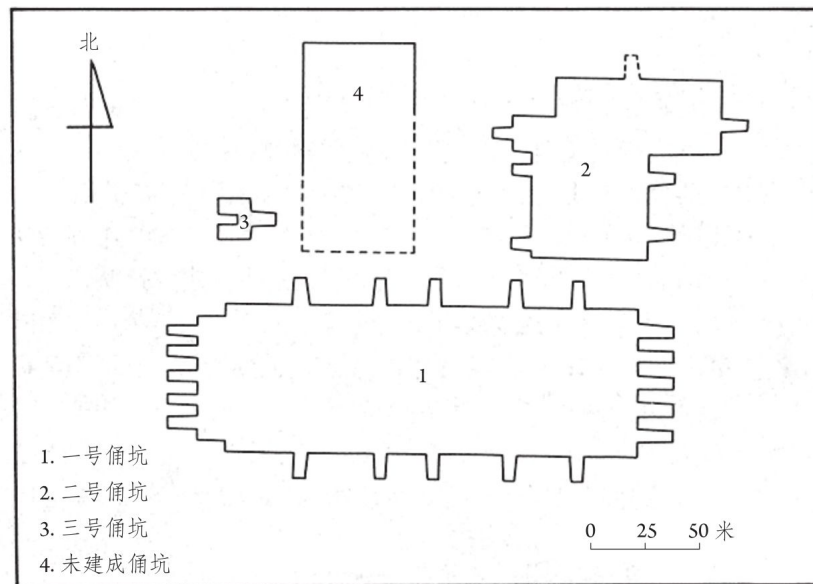 北
4
2
3
1
1. 一号俑坑
2. 二号俑坑
3. 三号俑坑
4. 未建成俑坑
0 25 50 米